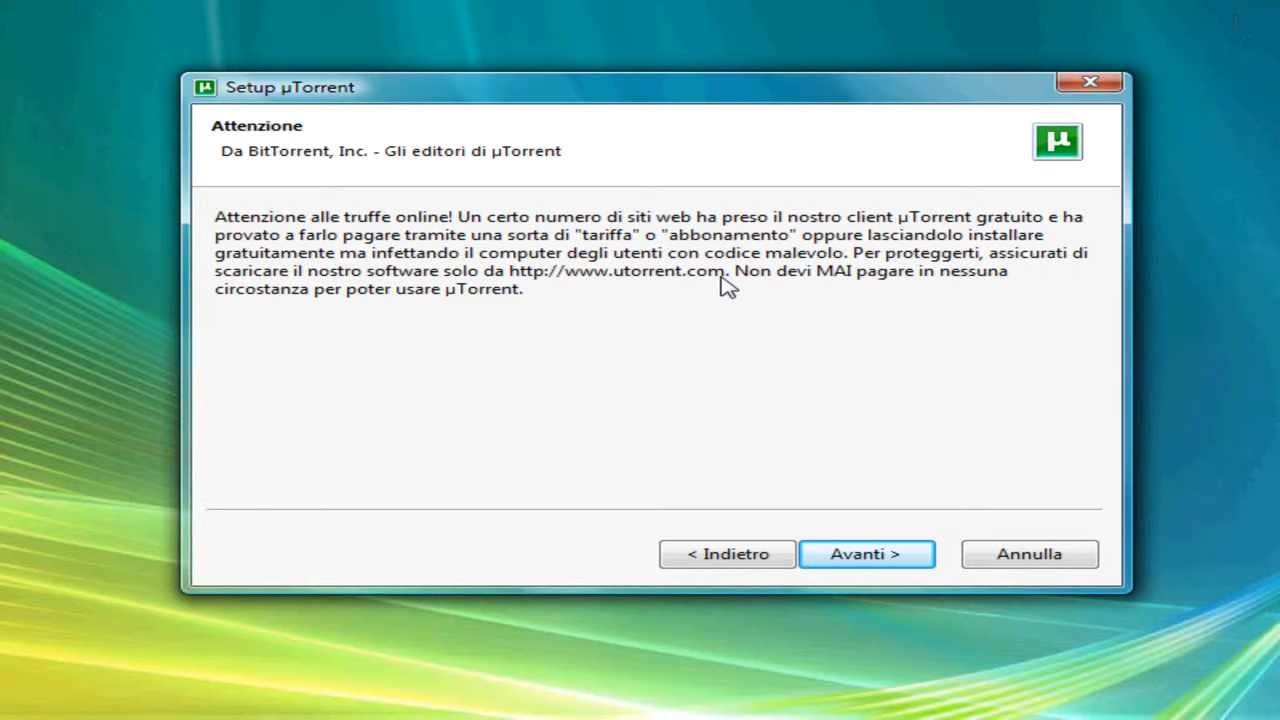 Setup µTorrent
Attenzione
Da BitTorrent, Inc. - Gli editori di µTorrent
µ
Attenzione alle truffe online! Un certo numero di siti web ha preso il nostro client µTorrent gratuito e ha
provato a farlo pagare tramite una sorta di "tariffa" o "abbonamento" oppure lasciandolo installare
gratuitamente ma infettando il computer degli utenti con codice malevolo. Per proteggerti, assicurati di
scaricare il nostro software solo da http://www.utorrent.com. Non devi MAI pagare in nessuna
circostanza per poter usare µTorrent.
< Indietro
Avanti >
Annulla